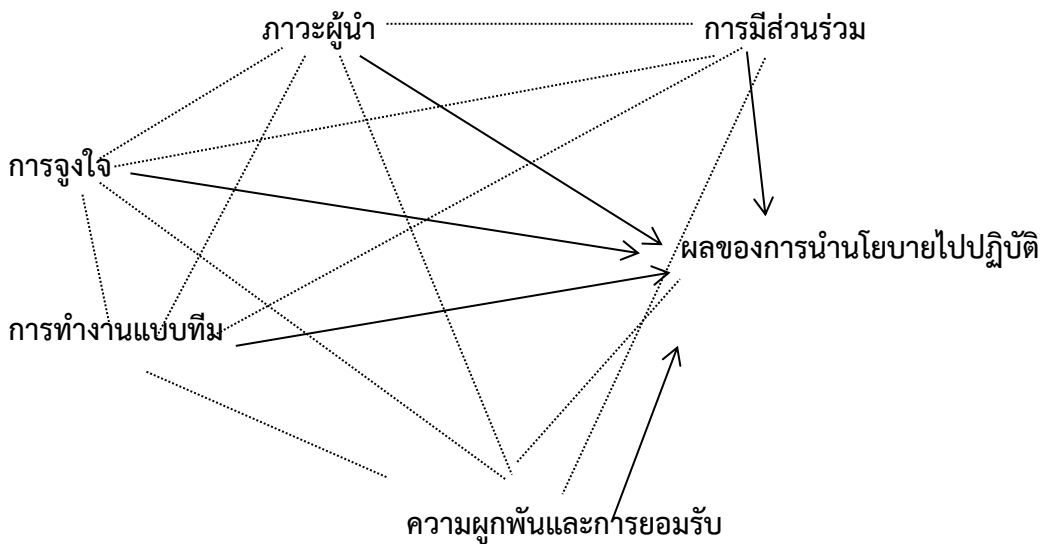 ภาวะผู้นำ
การมีส่วนร่วม
การจูงใจ
ผลของการนำนโยบายไปปฏิบัติ
การทำงานแบบทีม
ความผูกพันและการยอมรับ